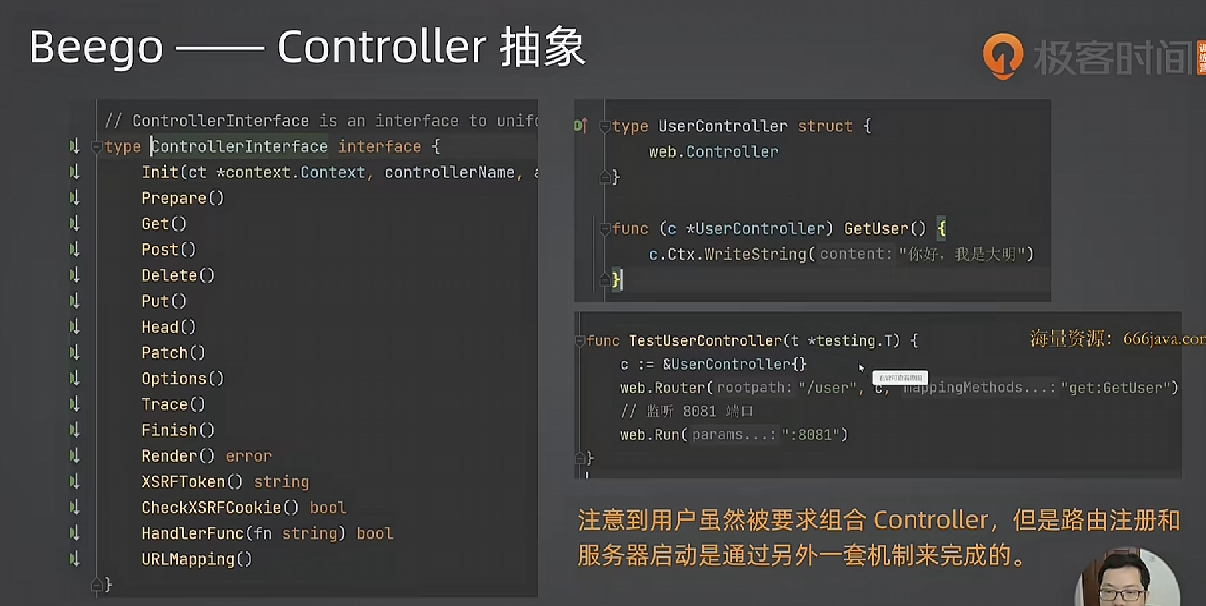 Beego —— Controller 抽象
极客时间
// ControllerInterface is an interface to unifo
type ControllerInterface interface {
Init(ct *context.Context, controllerName, a
Prepare()
Get()
Post()
Delete()
Put()
Head()
Patch()
Options()
Trace()
Finish()
Render() error
XSRFToken() string
CheckXSRFCookie() bool
HandlerFunc(fn string) bool
URLMapping()
}
type UserController struct {
web.Controller
}
func (c *UserController) GetUser() {
c.Ctx.WriteString( content: "你好，我是大明")
}
func TestUserController(t *testing.T) {
c := &UserController{}
web.Router( rootpath: "/user", c, mappingMethods...: "get:GetUser")
// 监听 8081 端口
web.Run( params...: ":8081")
}
海量资源：666java.com
注意到用户虽然被要求组合 Controller，但是路由注册和
服务器启动是通过另外一套机制来完成的。